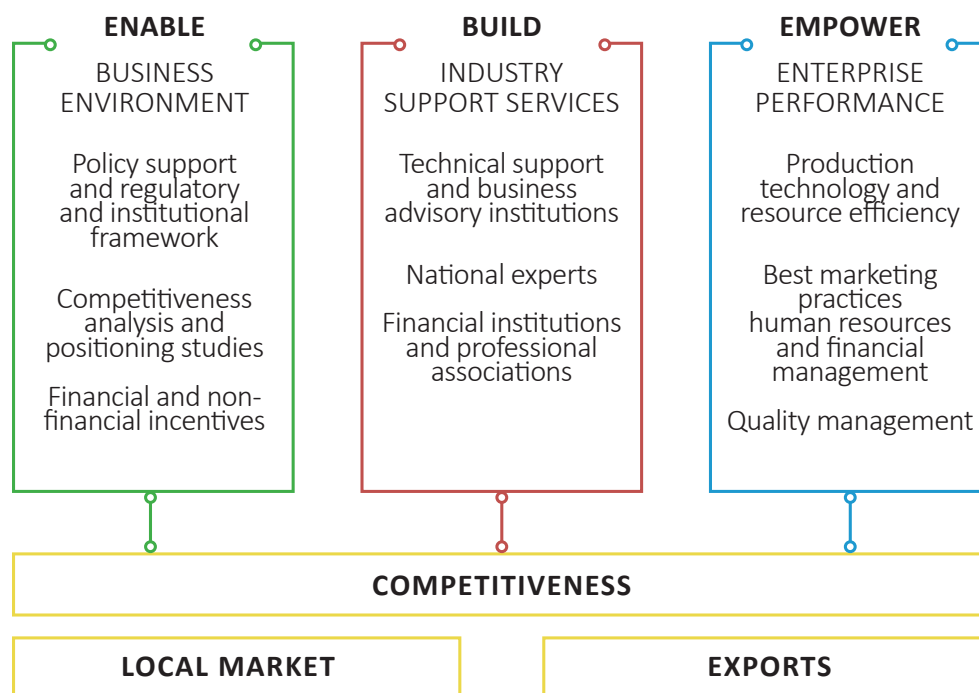 ENABLE
BUSINESS
ENVIRONMENT
Policy support
and regulatory
and institutional
framework
Competitiveness
analysis and
positioning studies
Financial and non-
financial incentives
BUILD
INDUSTRY
SUPPORT SERVICES
Technical support
and business
advisory institutions
National experts
Financial institutions
and professional
associations
EMPOWER
ENTERPRISE
PERFORMANCE
Production
technology and
resource efficiency
Best marketing
practices
human resources
and financial
management
Quality management
COMPETITIVENESS
LOCAL MARKET
EXPORTS